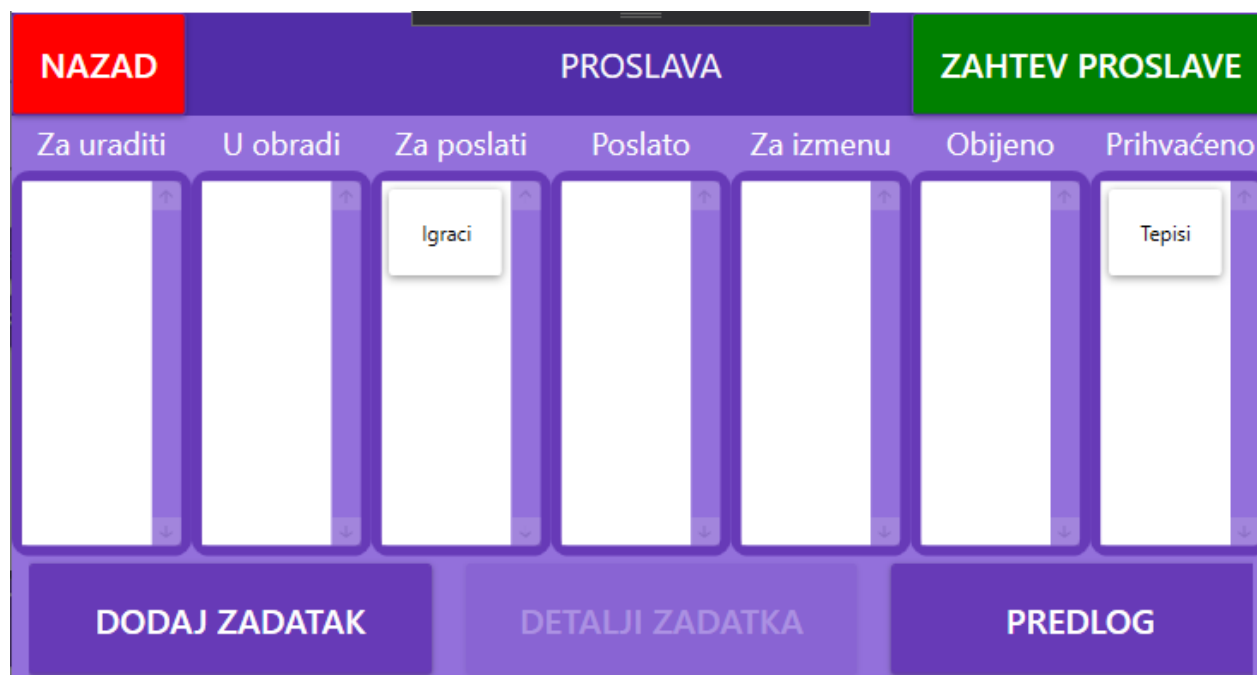 NAZAD
PROSLAVA
ZAHTEV PROSLAVE
Za uraditi
U obradi
Za poslati
Poslato
Za izmenu
Obijeno
Prihvaćeno
Igraci
Tepisi
DODAJ ZADATAK
DETALJI ZADATKA
PREDLOG